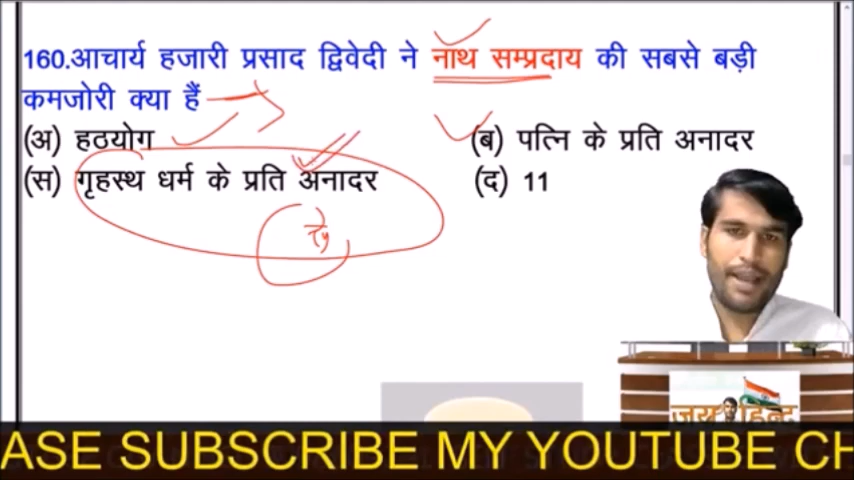 160.आचार्य हजारी प्रसाद द्विवेदी ने नाथ सम्प्रदाय की सबसे बड़ी
कमजोरी क्या हैं
(अ) हठयोग (ब) पत्नि के प्रति अनादर
(स) गृहस्थ धर्म के प्रति अनादर (द) 11
जय हिन्द
ASE SUBSCRIBE MY YOUTUBE CH